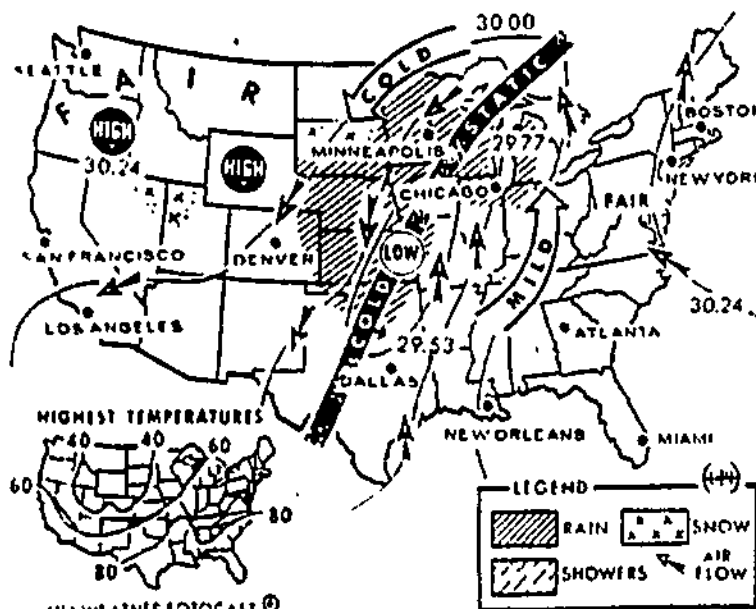 COLD
30.00
SEATTLE
FAIR
STATIC
HIGH
MINNEAPOLIS
29.77
BOSTON
30.24
HIGH
CHICAGO
NEW YORK
FAIR
SAN FRANCISCO
DENVER
LOW
MILD
30.24
LOS ANGELES
COLD
29.53
ATLANTA
DALLAS
HIGHEST TEMPERATURES
40
40
60
NEW ORLEANS
MIAMI
60
80
80
LEGEND
RAIN
SNOW
SHOWERS
AIR FLOW